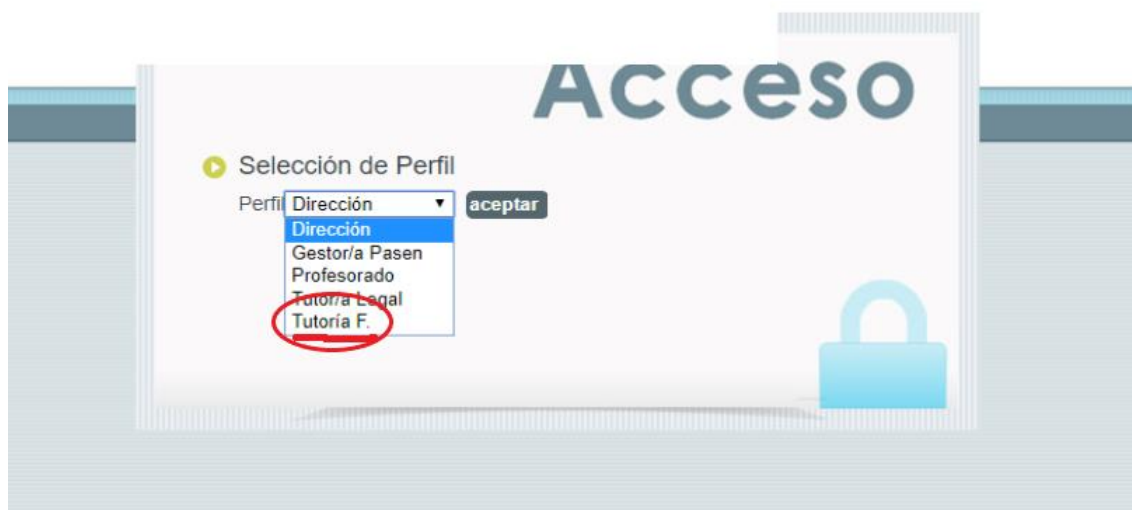 Acceso
Selección de Perfil
Perfil Dirección aceptar
Dirección
Gestor/a Pasen
Profesorado
Tutor/a Legal
Tutoría F.